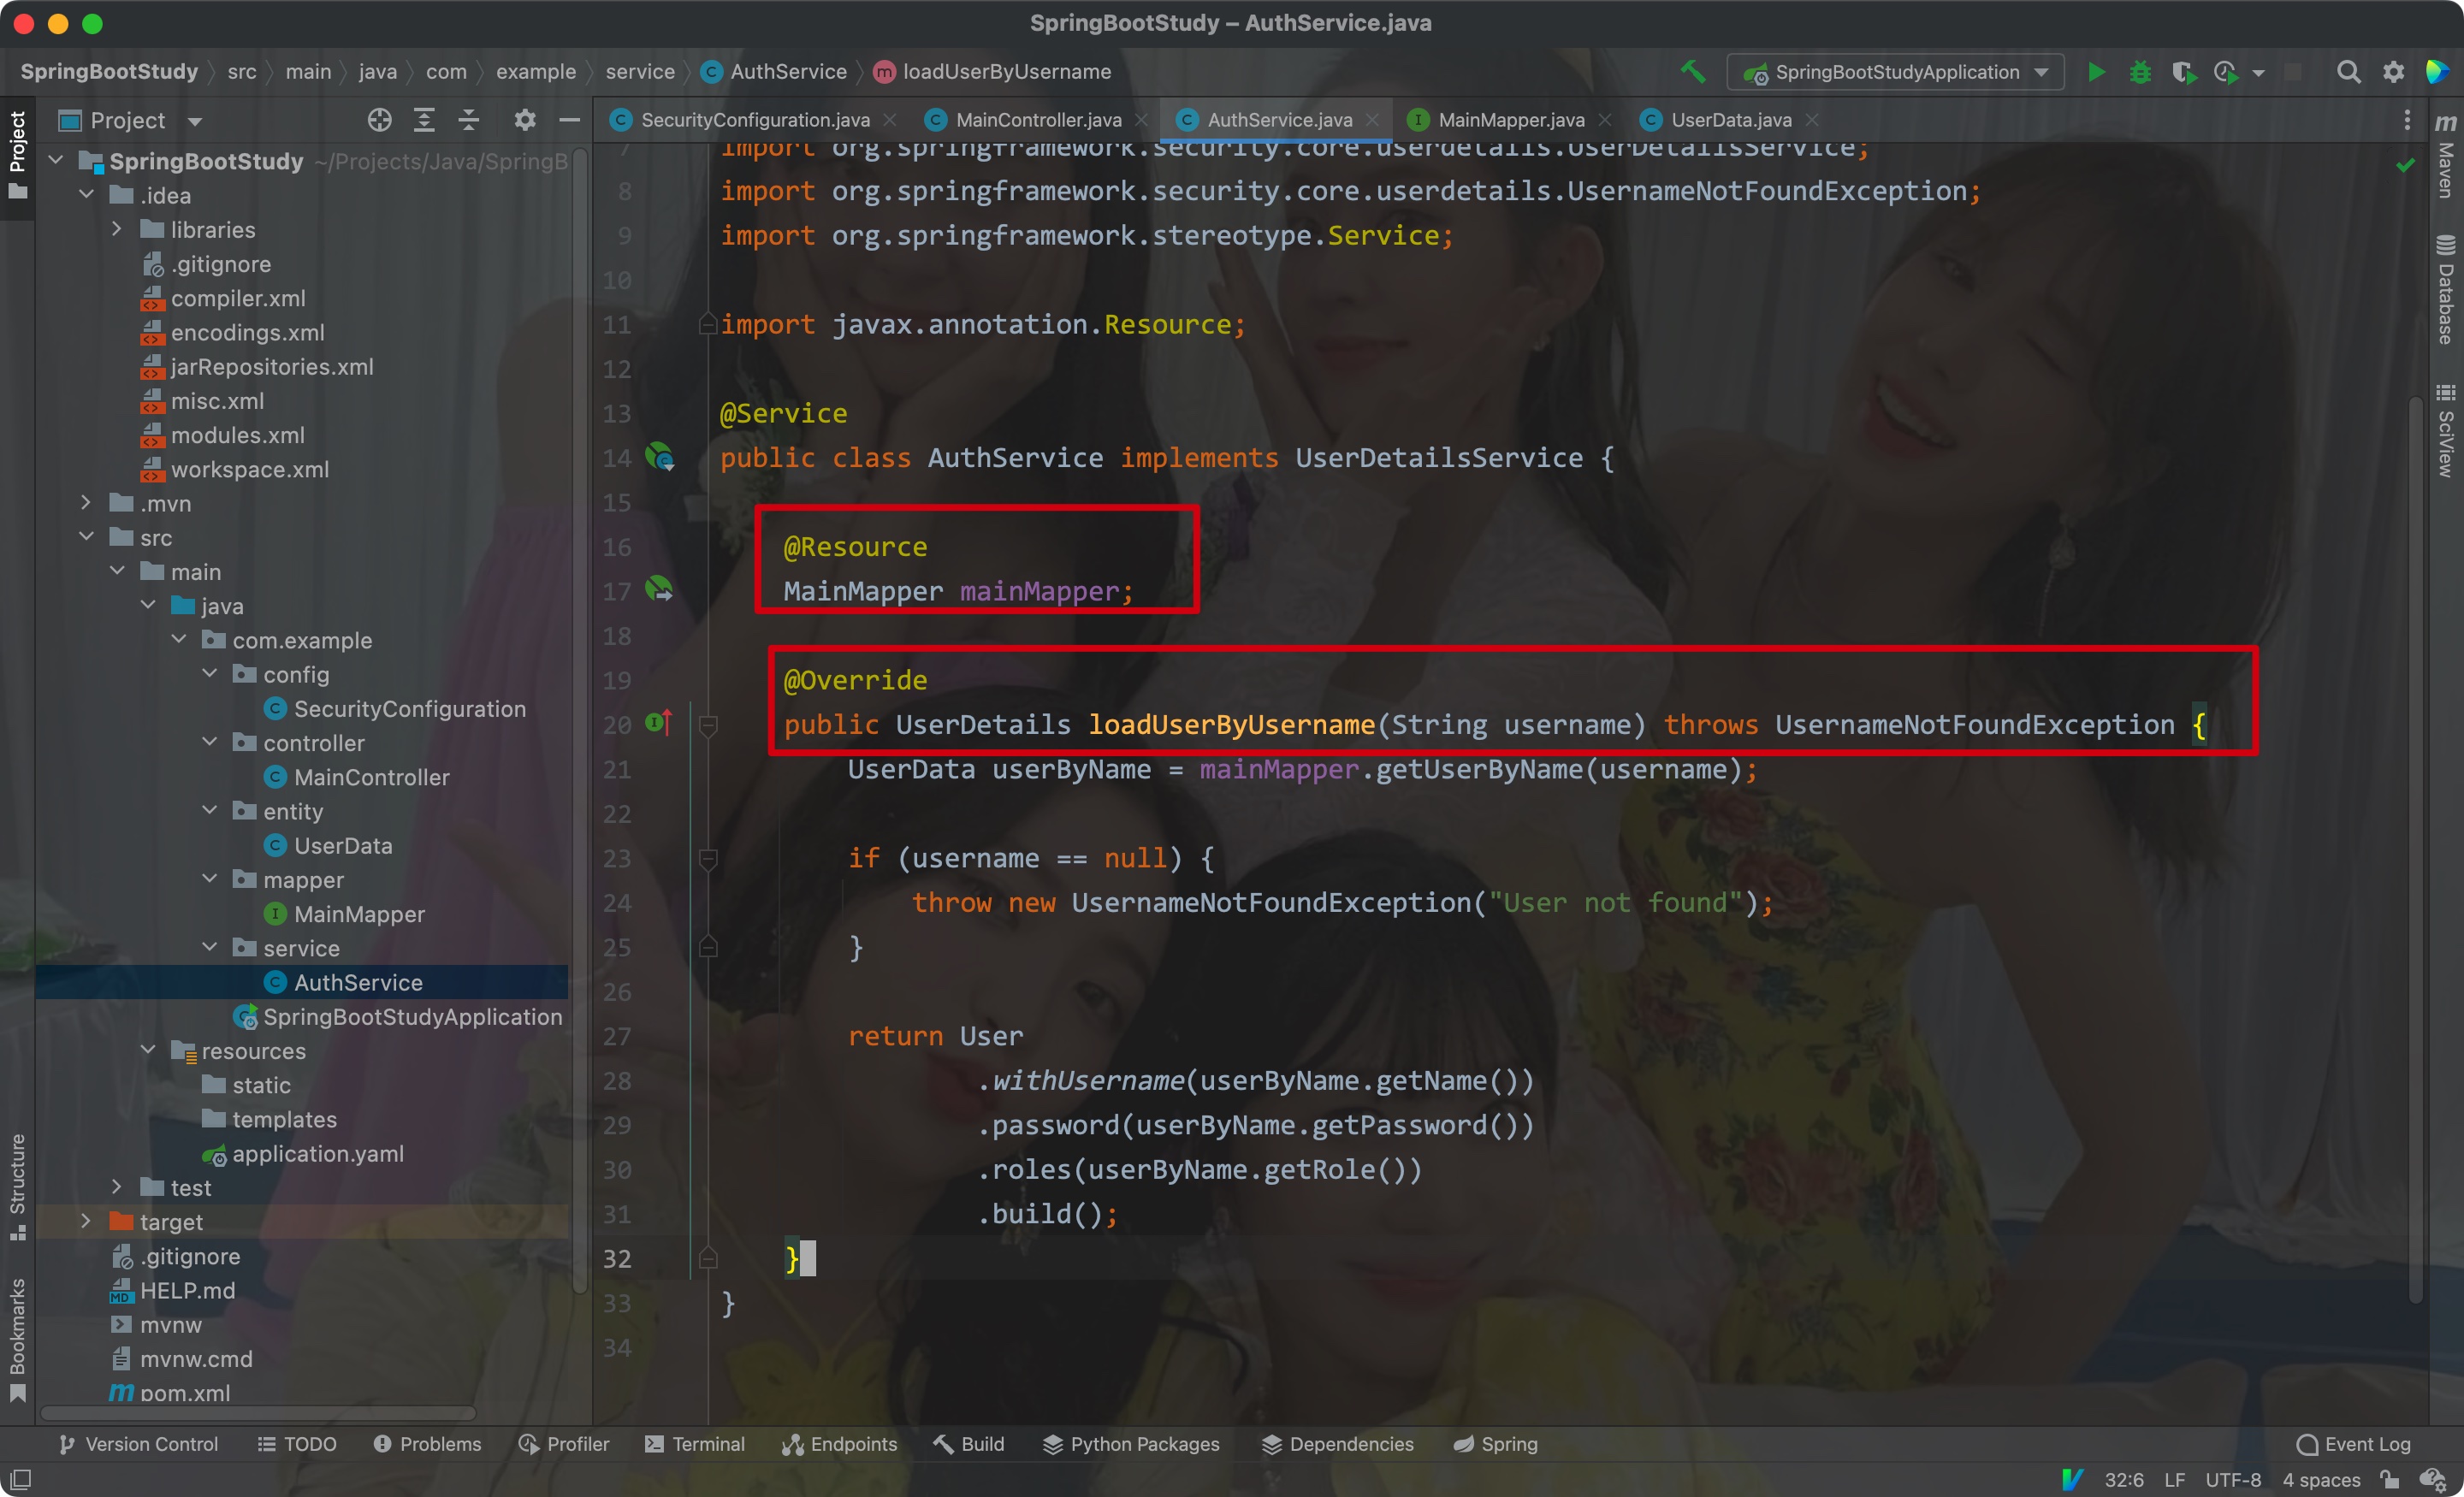 SpringBootStudy – AuthService.java
SpringBootStudy src main java com example service AuthService loadUserByUsername SpringBootStudyApplication
Project
SecurityConfiguration.java MainController.java AuthService.java MainMapper.java UserData.java
Project
Structure
Bookmarks
SpringBootStudy ~/Projects/Java/SpringB
.idea
libraries
.gitignore
compiler.xml
encodings.xml
jarRepositories.xml
misc.xml
modules.xml
workspace.xml
.mvn
src
main
java
com.example
config
SecurityConfiguration
controller
MainController
entity
UserData
mapper
MainMapper
service
AuthService
SpringBootStudyApplication
resources
static
templates
application.yaml
test
target
.gitignore
HELP.md
mvnw
mvnw.cmd
pom.xml
7 import org.springframework.security.core.userdetails.UserDetailsService;
8 import org.springframework.security.core.userdetails.UsernameNotFoundException;
9 import org.springframework.stereotype.Service;
10
11 import javax.annotation.Resource;
12
13 @Service
14 public class AuthService implements UserDetailsService {
15
16 @Resource
17 MainMapper mainMapper;
18
19 @Override
20 public UserDetails loadUserByUsername(String username) throws UsernameNotFoundException {
21 UserData userByName = mainMapper.getUserByName(username);
22
23 if (username == null) {
24 throw new UsernameNotFoundException("User not found");
25 }
26
27 return User
28 .withUsername(userByName.getName())
29 .password(userByName.getPassword())
30 .roles(userByName.getRole())
31 .build();
32 }
33 }
34
Maven
Database
SciView
Version Control TODO Problems Profiler Terminal Endpoints Build Python Packages Dependencies Spring Event Log
32:6 LF UTF-8 4 spaces